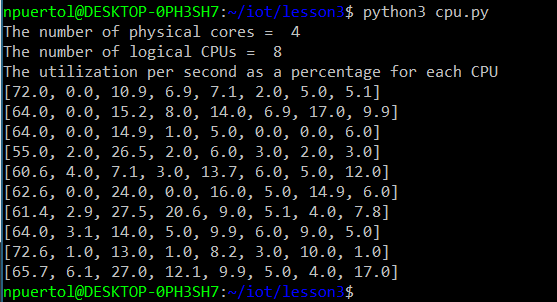 npuertol@DESKTOP-0PH3SH7:~/iot/lesson3$ python3 cpu.py
The number of physical cores =  4
The number of logical CPUs =  8
The utilization per second as a percentage for each CPU
[72.0, 0.0, 10.9, 6.9, 7.1, 2.0, 5.0, 5.1]
[64.0, 0.0, 15.2, 8.0, 14.0, 6.9, 17.0, 9.9]
[64.0, 0.0, 14.9, 1.0, 5.0, 0.0, 0.0, 6.0]
[55.0, 2.0, 26.5, 2.0, 6.0, 3.0, 2.0, 3.0]
[60.6, 4.0, 7.1, 3.0, 13.7, 6.0, 5.0, 12.0]
[62.6, 0.0, 24.0, 0.0, 16.0, 5.0, 14.9, 6.0]
[61.4, 2.9, 27.5, 20.6, 9.0, 5.1, 4.0, 7.8]
[64.0, 3.1, 14.0, 5.0, 9.9, 6.0, 9.0, 5.0]
[72.6, 1.0, 13.0, 1.0, 8.2, 3.0, 10.0, 1.0]
[65.7, 6.1, 27.0, 12.1, 9.9, 5.0, 4.0, 17.0]
npuertol@DESKTOP-0PH3SH7:~/iot/lesson3$